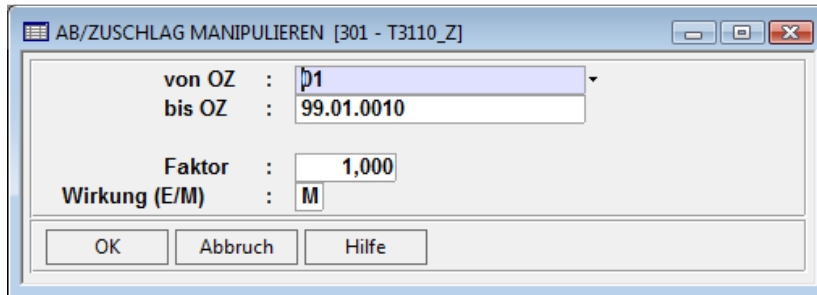 AB/ZUSCHLAG MANIPULIEREN [301 - T3110_Z]
von OZ : 01
bis OZ : 99.01.0010
Faktor : 1,000
Wirkung (E/M) : M
OK Abbruch Hilfe